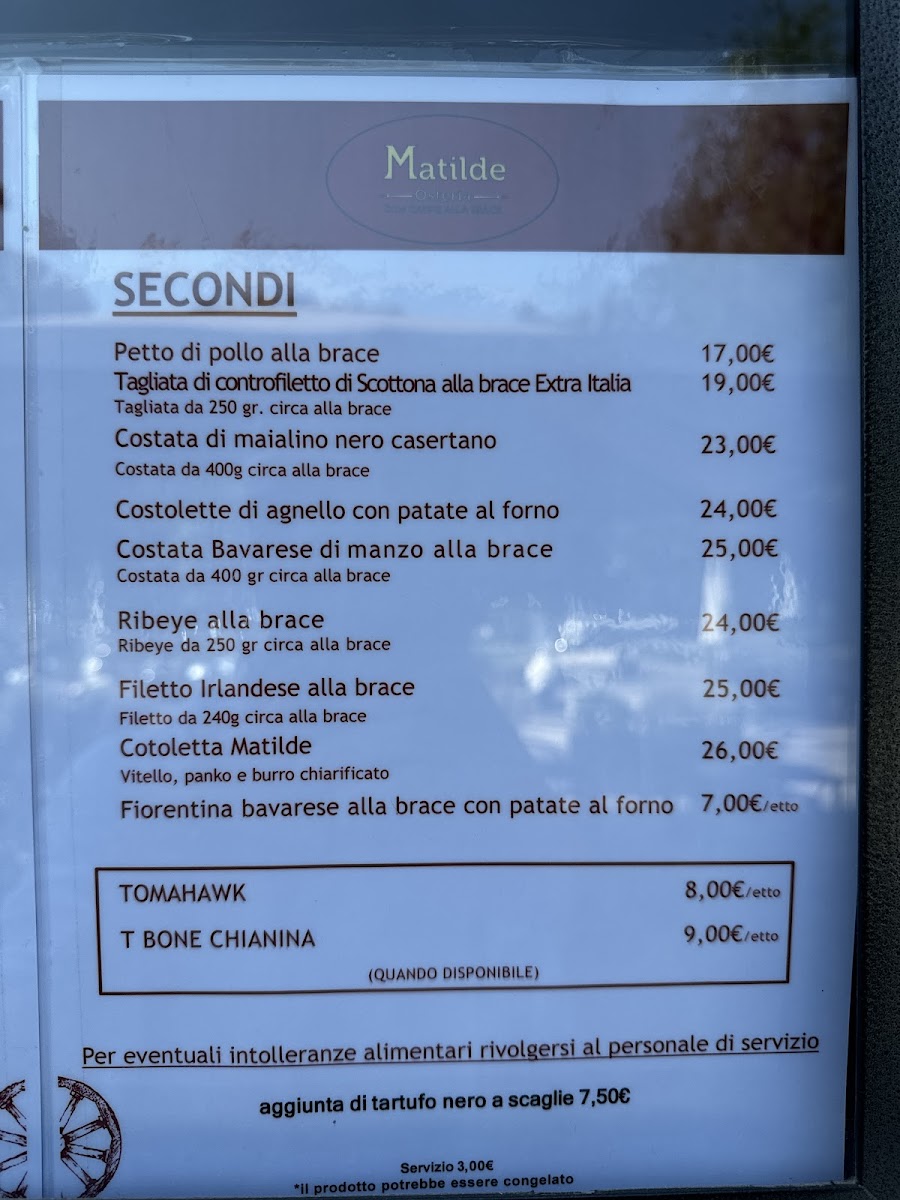 Matilde
Osteria
CARNE ALLA BRACE
SECONDI
Petto di pollo alla brace 17,00€
Tagliata di controfiletto di Scottona alla brace Extra Italia 19,00€
Tagliata da 250 gr. circa alla brace
Costata di maialino nero casertano 23,00€
Costata da 400g circa alla brace
Costolette di agnello con patate al forno 24,00€
Costata Bavarese di manzo alla brace 25,00€
Costata da 400 gr circa alla brace
Ribeye alla brace 24,00€
Ribeye da 250 gr circa alla brace
Filetto Irlandese alla brace 25,00€
Filetto da 240g circa alla brace
Cotoletta Matilde 26,00€
Vitello, panko e burro chiarificato
Fiorentina bavarese alla brace con patate al forno 7,00€/etto
TOMAHAWK 8,00€/etto
T BONE CHIANINA 9,00€/etto
(QUANDO DISPONIBILE)
Per eventuali intolleranze alimentari rivolgersi al personale di servizio
aggiunta di tartufo nero a scaglie 7,50€
Servizio 3,00€
*il prodotto potrebbe essere congelato